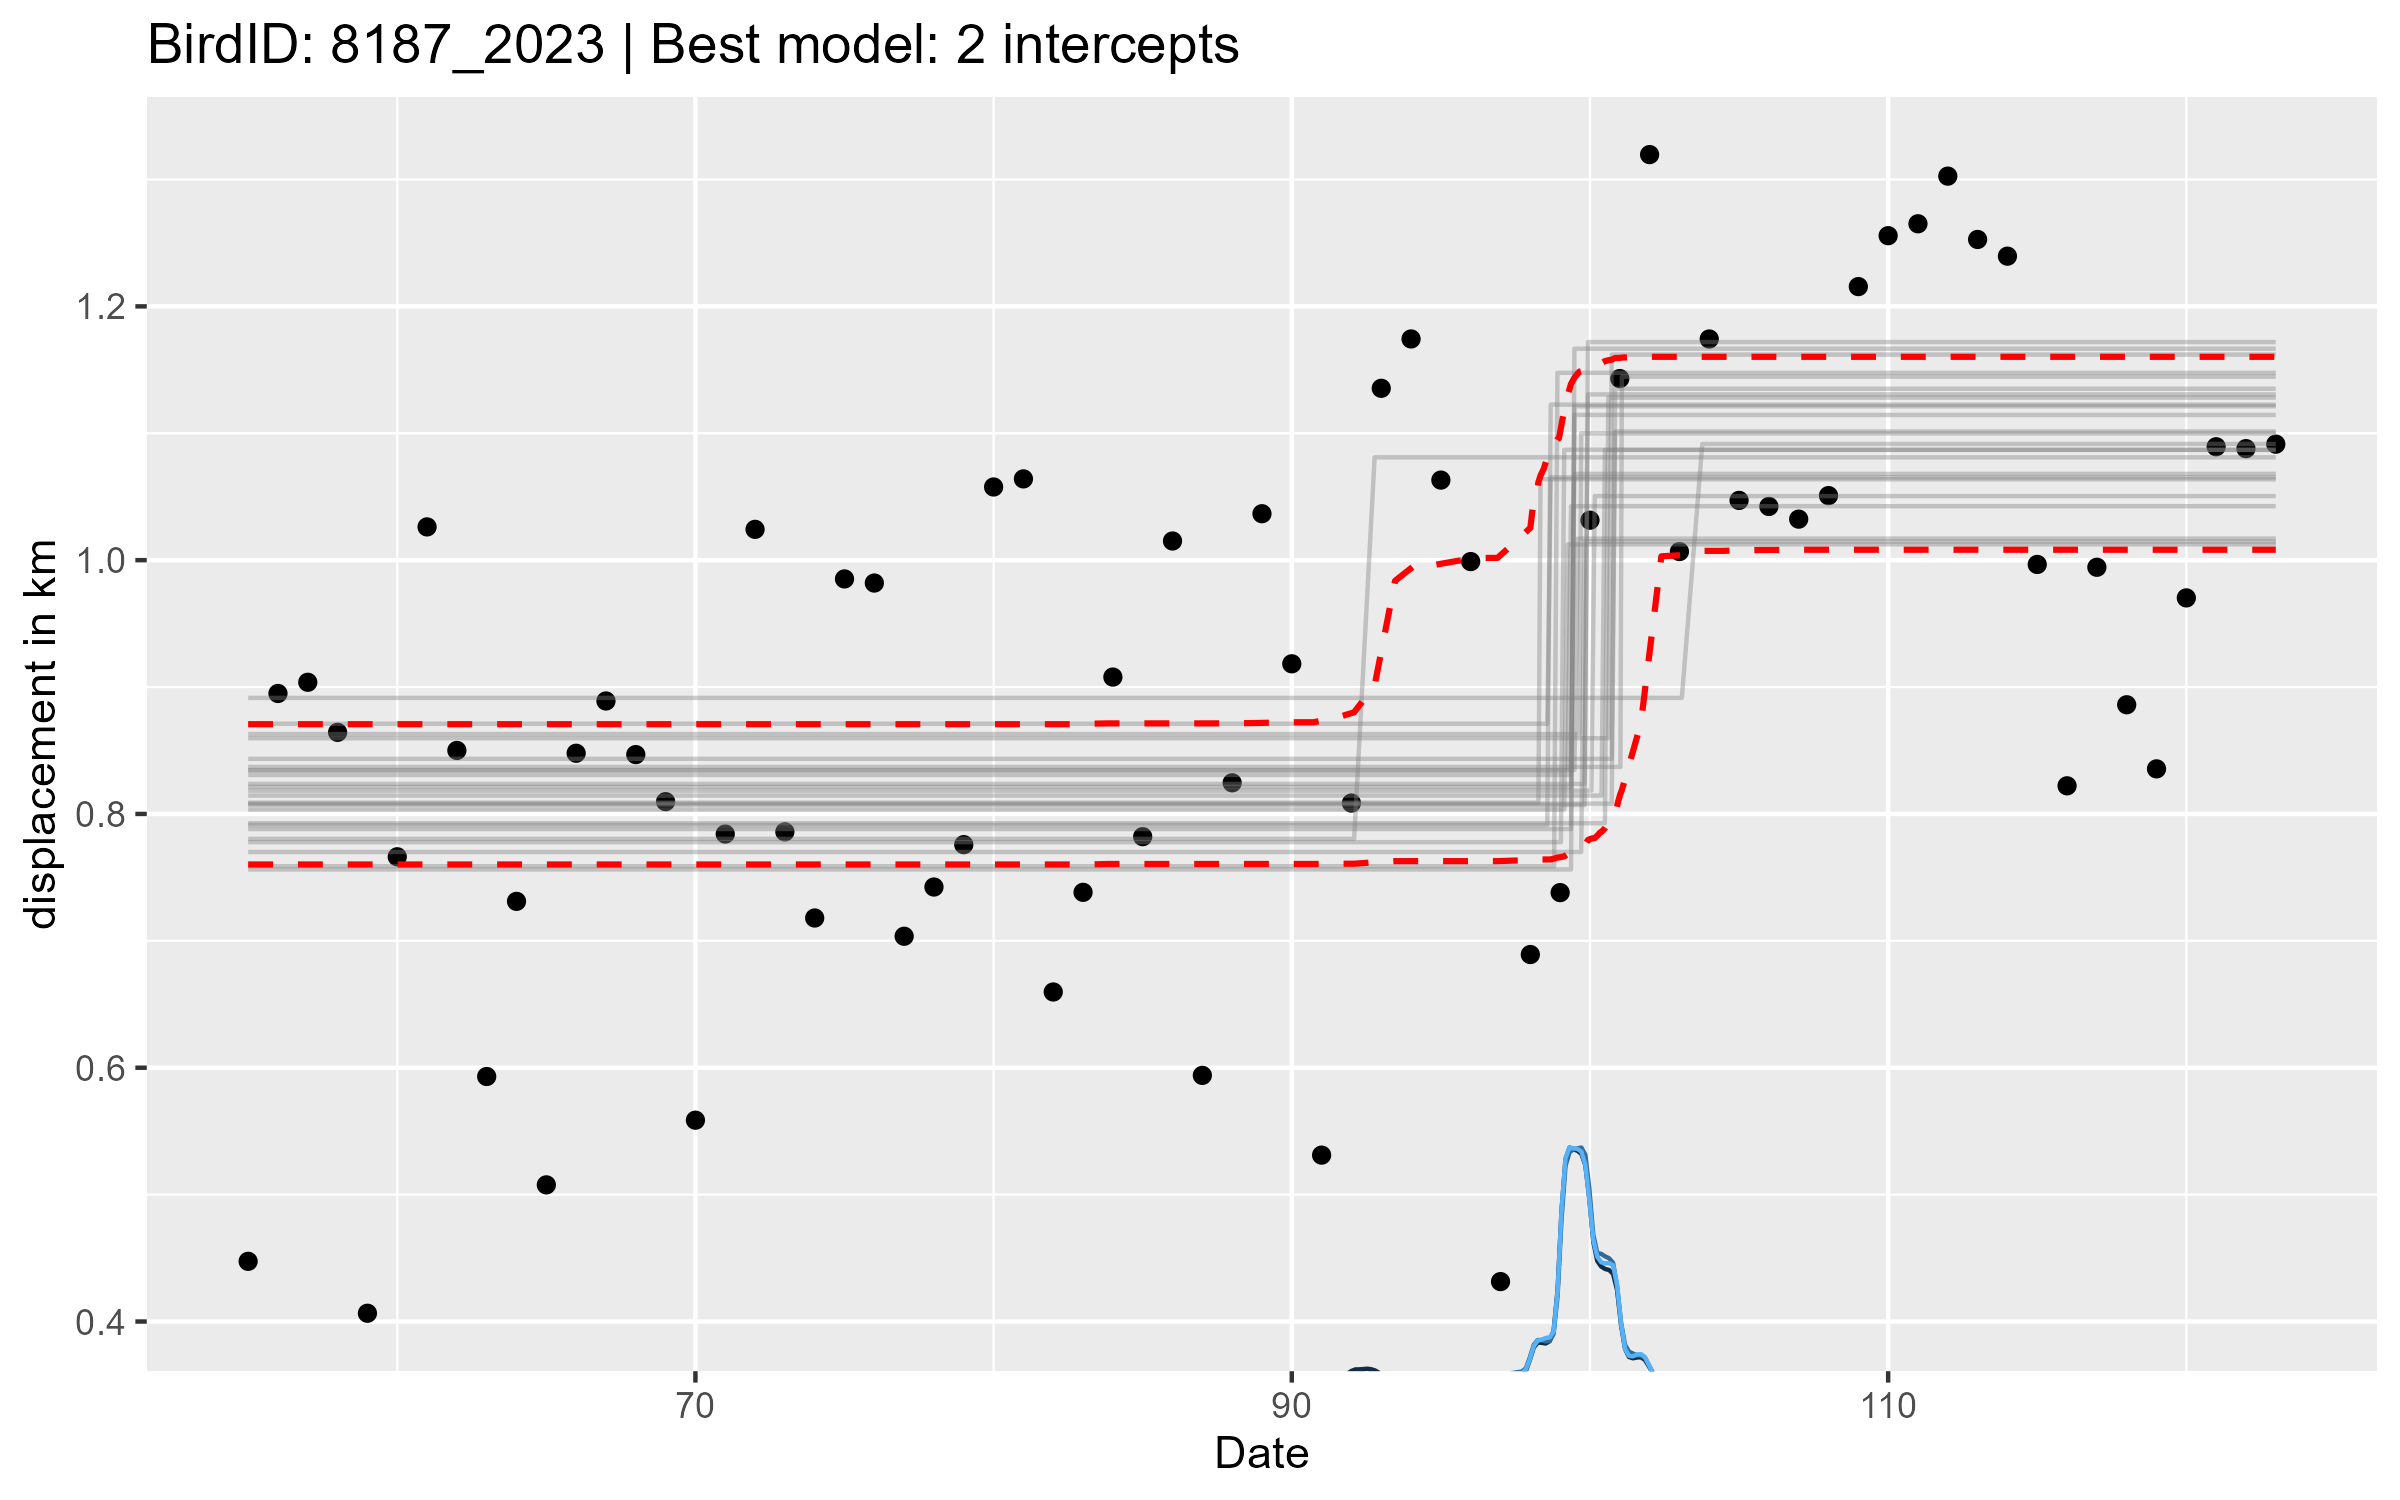 BirdID: 8187_2023 | Best model: 2 intercepts
displacement in km
1.2
1.0
0.8
0.6
0.4
70 90 110
Date